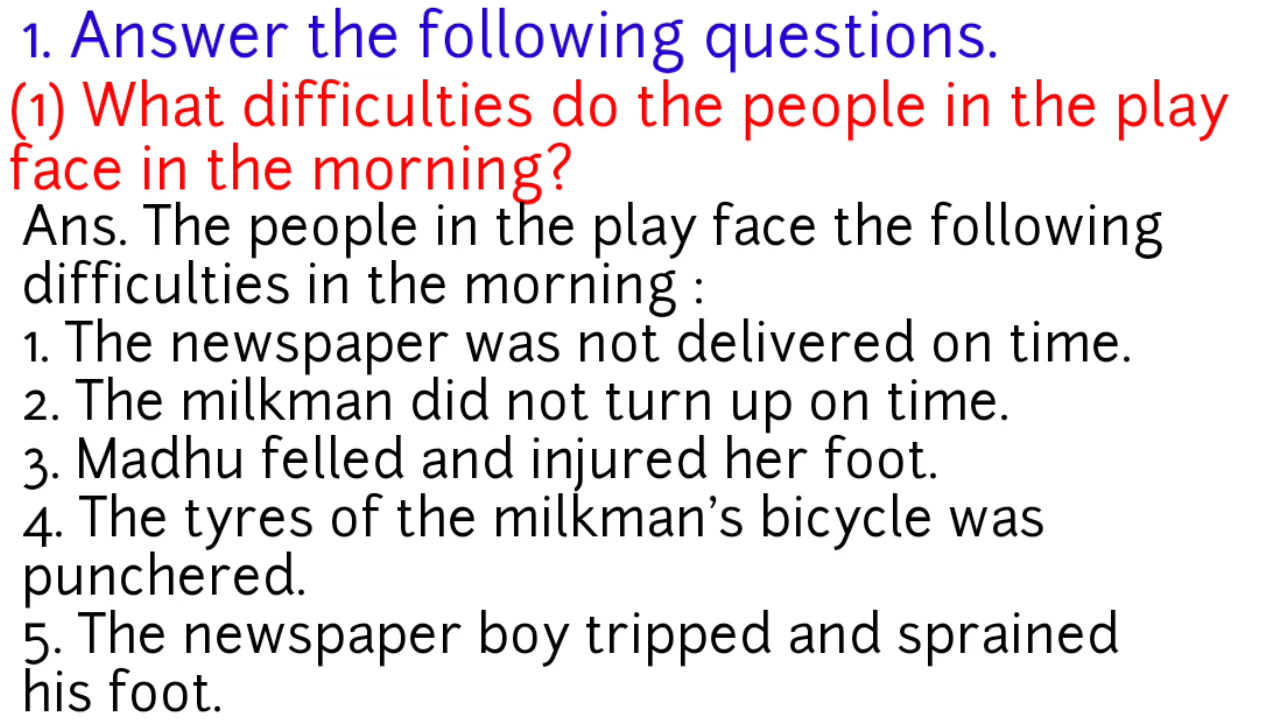 1. Answer the following questions.
(1) What difficulties do the people in the play
face in the morning?
Ans. The people in the play face the following
difficulties in the morning :
1. The newspaper was not delivered on time.
2. The milkman did not turn up on time.
3. Madhu felled and injured her foot.
4. The tyres of the milkman’s bicycle was
punchered.
5. The newspaper boy tripped and sprained
his foot.